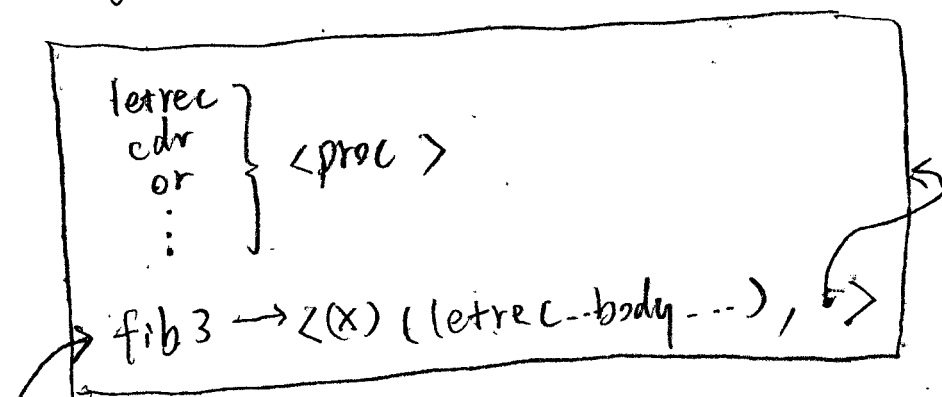 letrec
cdr
or
⋮
<proc>
fib3 → <(x) (letrec..body...), >